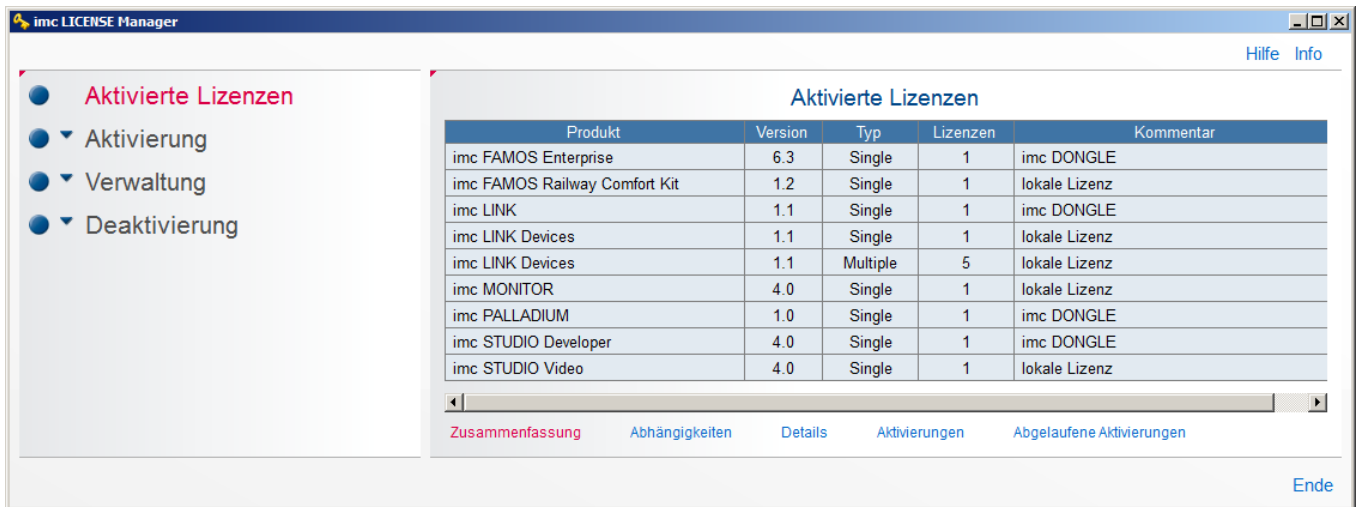 imc LICENSE Manager
Hilfe Info
Aktivierte Lizenzen
Aktivierung
Verwaltung
Deaktivierung
Aktivierte Lizenzen
Produkt Version Typ Lizenzen Kommentar
imc FAMOS Enterprise 6.3 Single 1 imc DONGLE
imc FAMOS Railway Comfort Kit 1.2 Single 1 lokale Lizenz
imc LINK 1.1 Single 1 imc DONGLE
imc LINK Devices 1.1 Single 1 lokale Lizenz
imc LINK Devices 1.1 Multiple 5 lokale Lizenz
imc MONITOR 4.0 Single 1 lokale Lizenz
imc PALLADIUM 1.0 Single 1 imc DONGLE
imc STUDIO Developer 4.0 Single 1 imc DONGLE
imc STUDIO Video 4.0 Single 1 lokale Lizenz
Zusammenfassung Abhängigkeiten Details Aktivierungen Abgelaufene Aktivierungen
Ende